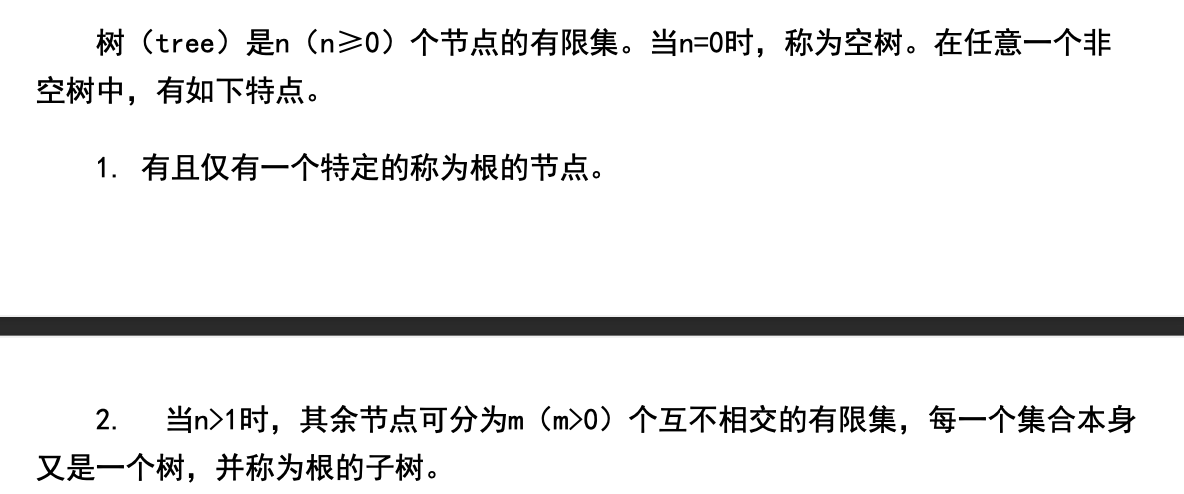 树（tree）是n（n≥0）个节点的有限集。当n=0时，称为空树。在任意一个非
空树中，有如下特点。
1. 有且仅有一个特定的称为根的节点。
2. 当n>1时，其余节点可分为m（m>0）个互不相交的有限集，每一个集合本身
又是一个树，并称为根的子树。